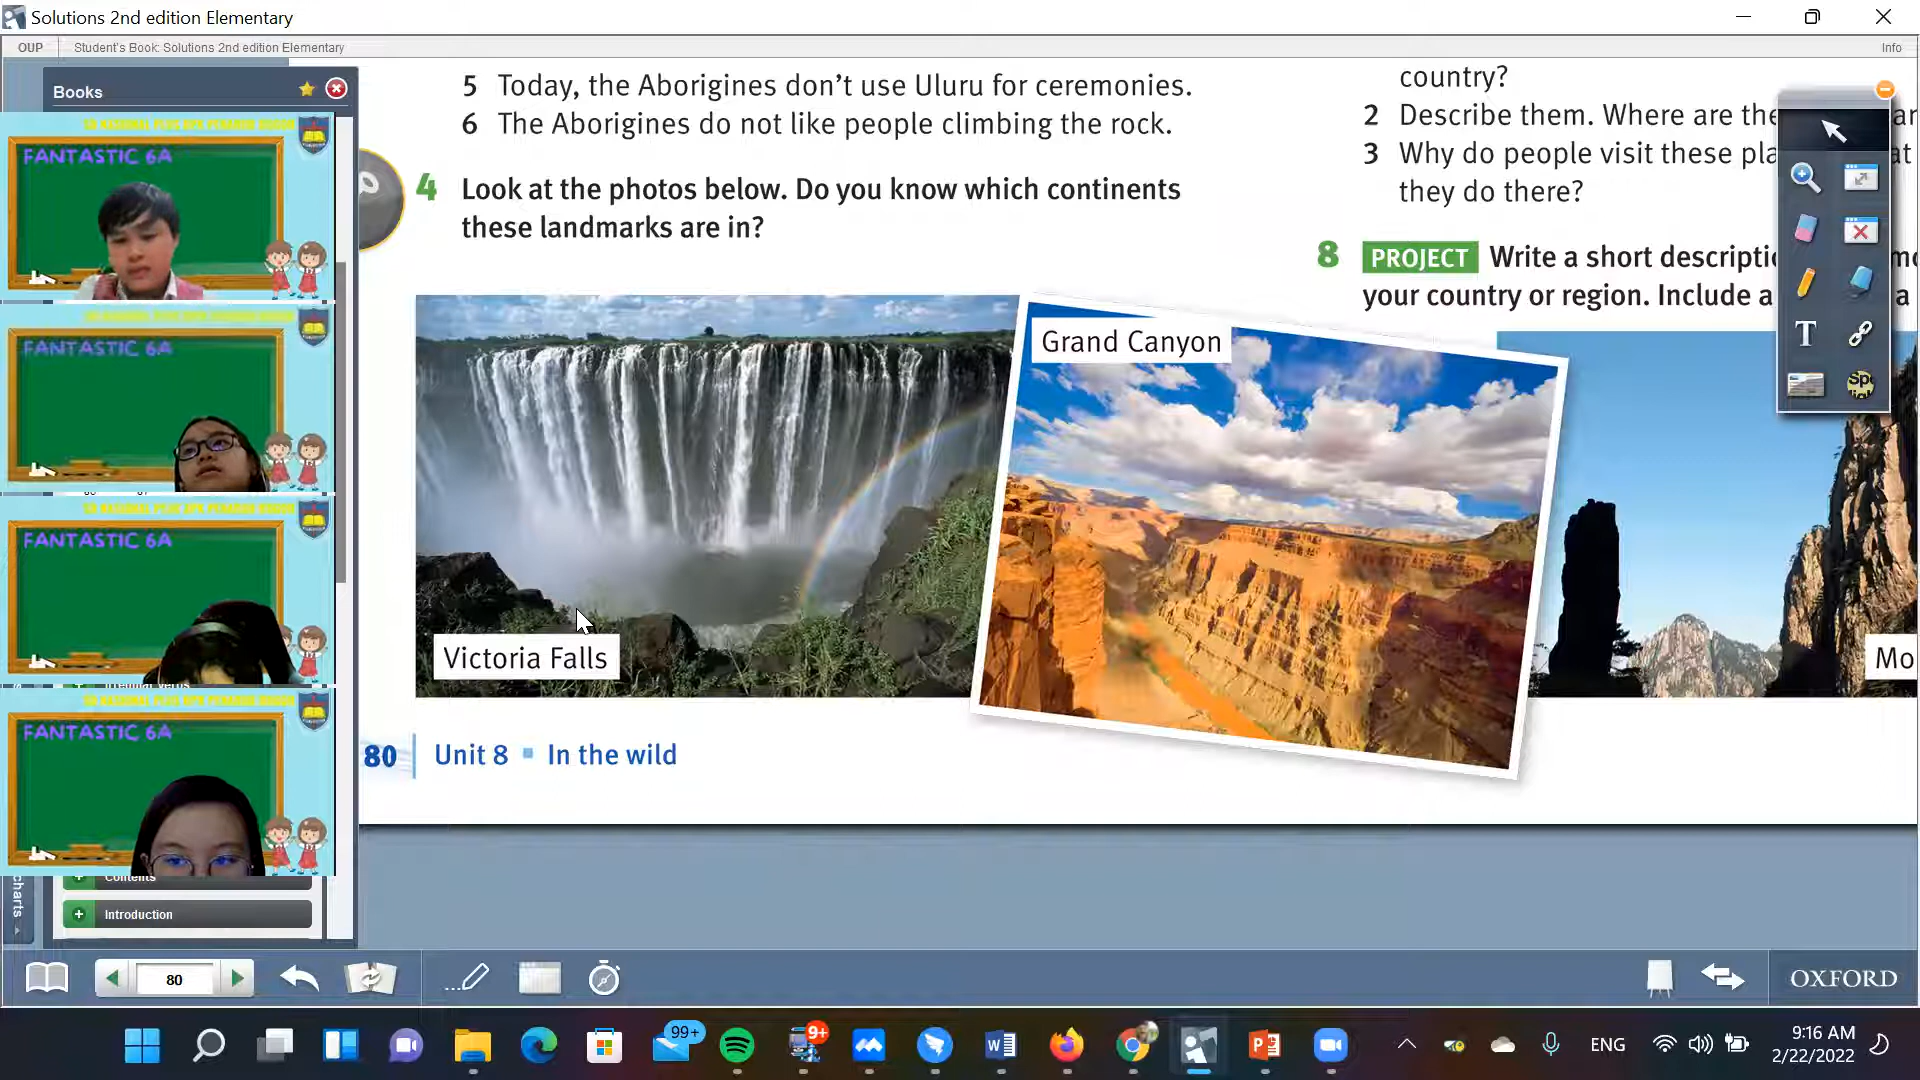 Solutions 2nd edition Elementary
OUP
Student's Book: Solutions 2nd edition Elementary
Info
Books
FANTASTIC 6A
FANTASTIC 6A
FANTASTIC 6A
FANTASTIC 6A
Contents
Introduction
charts
5 Today, the Aborigines don't use Uluru for ceremonies.
6 The Aborigines do not like people climbing the rock.
4 Look at the photos below. Do you know which continents
these landmarks are in?
Victoria Falls
Grand Canyon
Mo
country?
2 Describe them. Where are the
3 Why do people visit these pla
they do there?
8 PROJECT Write a short descripti
your country or region. Include a
80 Unit 8 In the wild
T
Sp
80
OXFORD
99+
9+
ENG
9:16 AM
2/22/2022